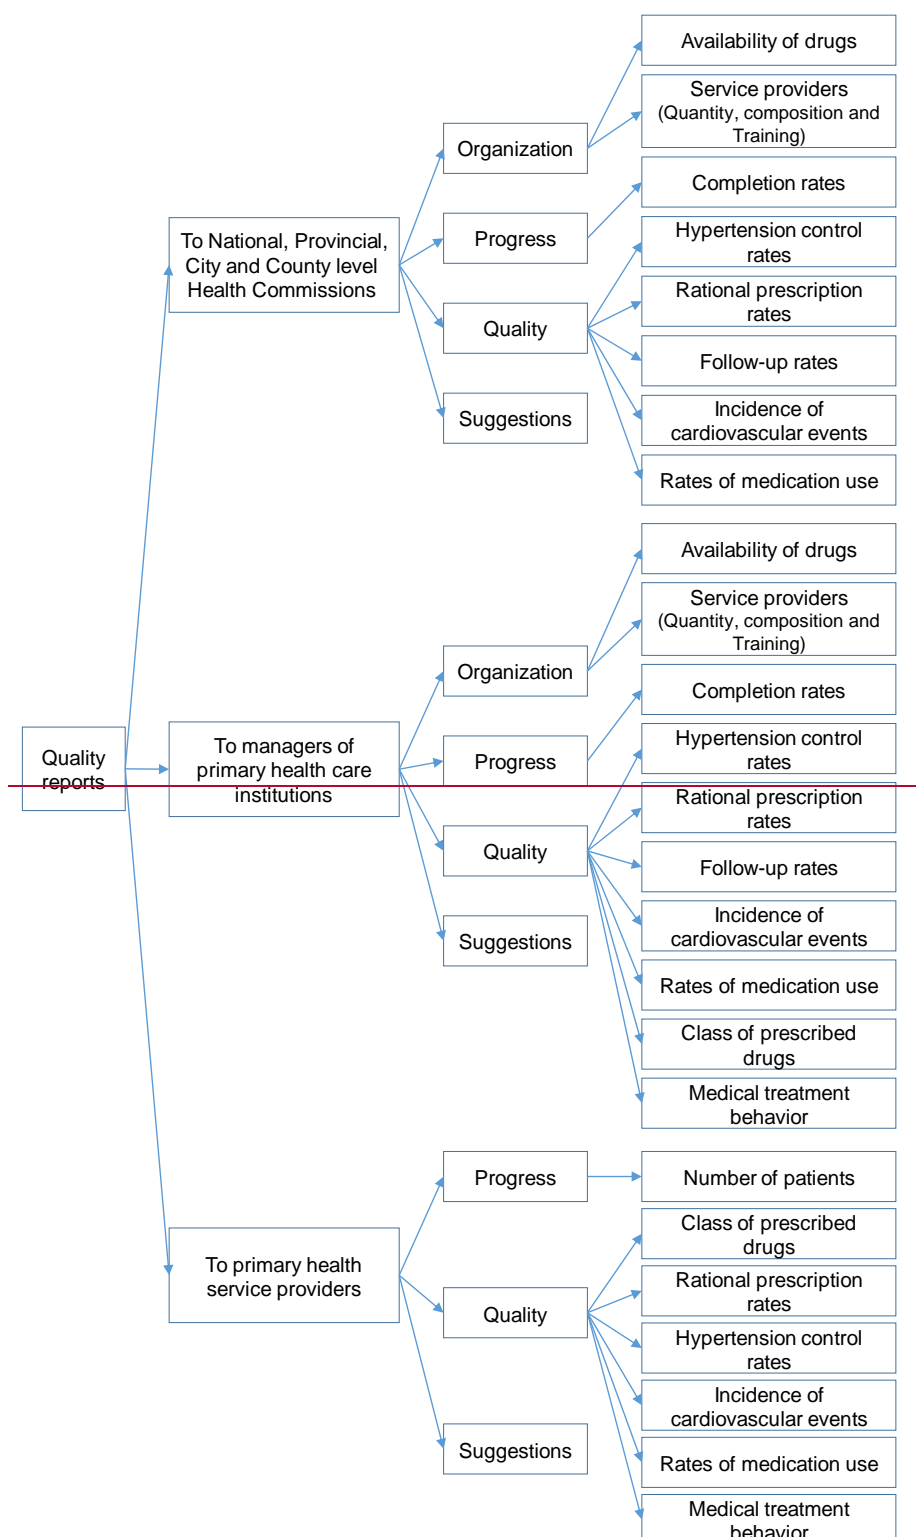 Quality
reports
To National, Provincial,
City and County level
Health Commissions
Organization
Availability of drugs
Service providers
(Quantity, composition and
Training)
Progress
Completion rates
Quality
Hypertension control
rates
Rational prescription
rates
Follow-up rates
Incidence of
cardiovascular events
Rates of medication use
Suggestions
To managers of
primary health care
institutions
Organization
Availability of drugs
Service providers
(Quantity, composition and
Training)
Progress
Completion rates
Quality
Hypertension control
rates
Rational prescription
rates
Follow-up rates
Incidence of
cardiovascular events
Rates of medication use
Class of prescribed
drugs
Medical treatment
behavior
Suggestions
To primary health
service providers
Progress
Number of patients
Quality
Class of prescribed
drugs
Rational prescription
rates
Hypertension control
rates
Incidence of
cardiovascular events
Rates of medication use
Medical treatment
behavior
Suggestions